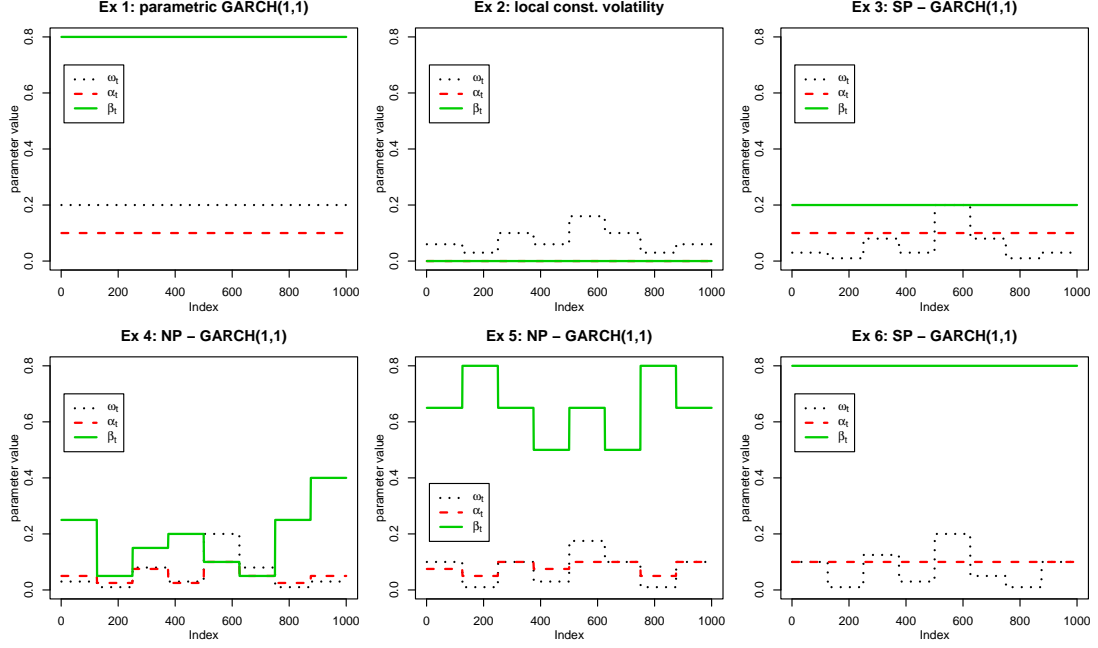 Ex 1: parametric GARCH(1,1)
parameter value
0.0 0.2 0.4 0.6 0.8
ωt
αt
βt
0 200 400 600 800 1000
Index
Ex 2: local const. volatility
parameter value
0.0 0.2 0.4 0.6 0.8
ωt
αt
βt
0 200 400 600 800 1000
Index
Ex 3: SP − GARCH(1,1)
parameter value
0.0 0.2 0.4 0.6 0.8
ωt
αt
βt
0 200 400 600 800 1000
Index
Ex 4: NP − GARCH(1,1)
parameter value
0.0 0.2 0.4 0.6 0.8
ωt
αt
βt
0 200 400 600 800 1000
Index
Ex 5: NP − GARCH(1,1)
parameter value
0.0 0.2 0.4 0.6 0.8
ωt
αt
βt
0 200 400 600 800 1000
Index
Ex 6: SP − GARCH(1,1)
parameter value
0.0 0.2 0.4 0.6 0.8
ωt
αt
βt
0 200 400 600 800 1000
Index